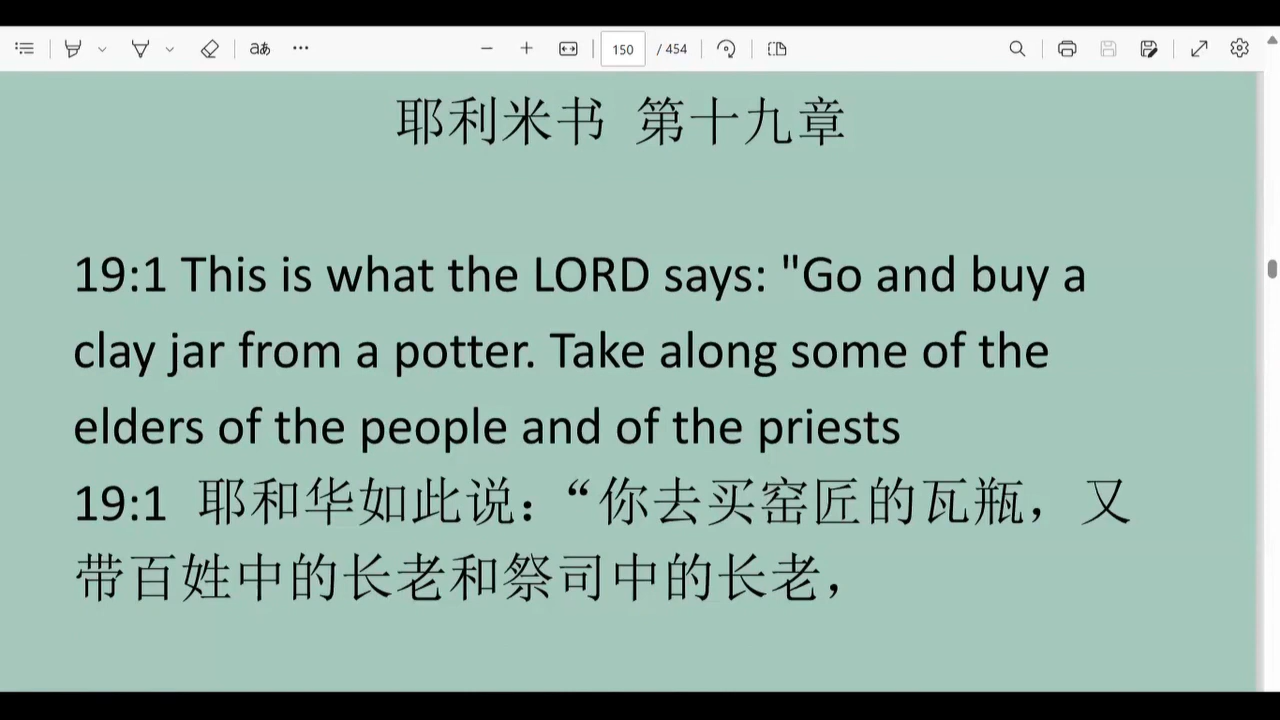 aあ
150 / 454
耶利米书 第十九章
19:1 This is what the LORD says: "Go and buy a
clay jar from a potter. Take along some of the
elders of the people and of the priests
19:1 耶和华如此说：“你去买窑匠的瓦瓶，又
带百姓中的长老和祭司中的长老，